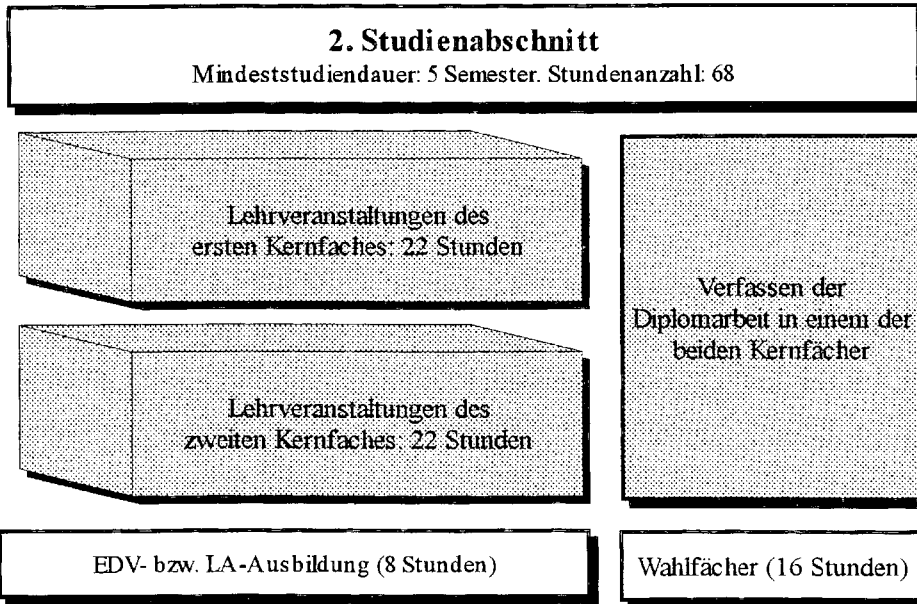 2. Studienabschnitt
Mindeststudiendauer: 5 Semester. Stundenanzahl: 68
Lehrveranstaltungen des
ersten Kernfaches: 22 Stunden
Verfassen der
Diplomarbeit in einem der
beiden Kernfächer
Lehrveranstaltungen des
zweiten Kernfaches: 22 Stunden
EDV- bzw. LA-Ausbildung (8 Stunden)
Wahlfächer (16 Stunden)